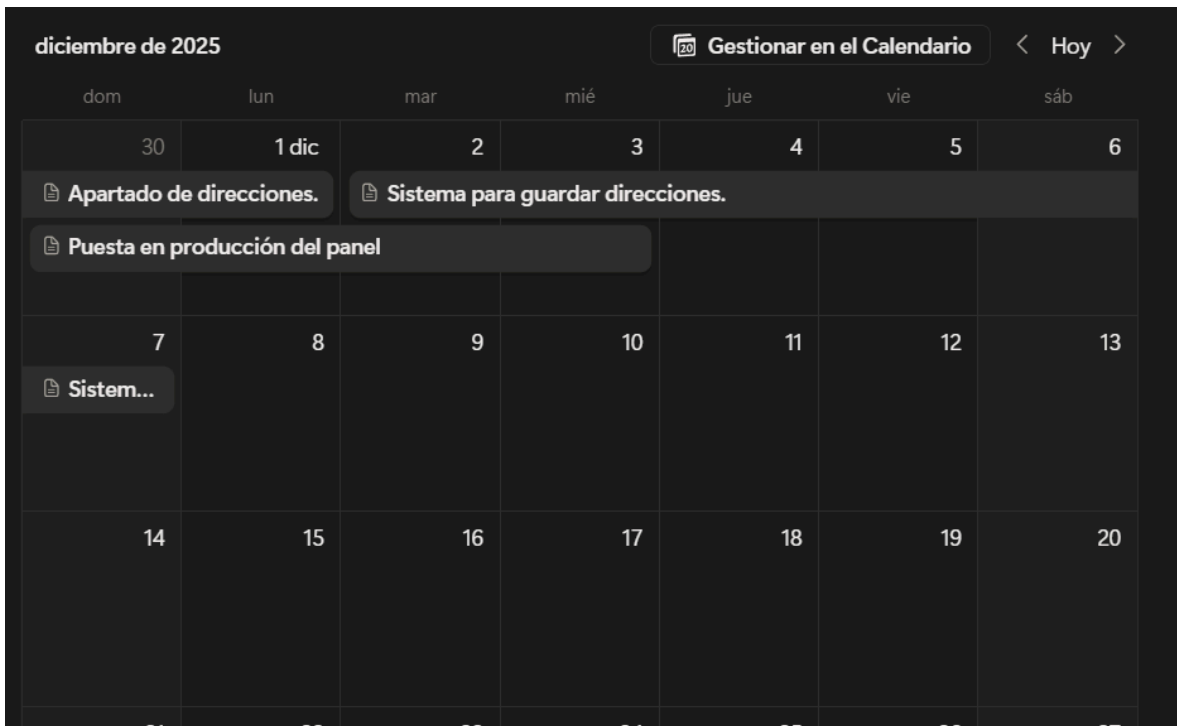 diciembre de 2025 20 Gestionar en el Calendario Hoy
dom lun mar mié jue vie sáb
30 1 dic 2 3 4 5 6
Apartado de direcciones. Sistema para guardar direcciones.
Puesta en producción del panel
7 8 9 10 11 12 13
Sistem...
14 15 16 17 18 19 20